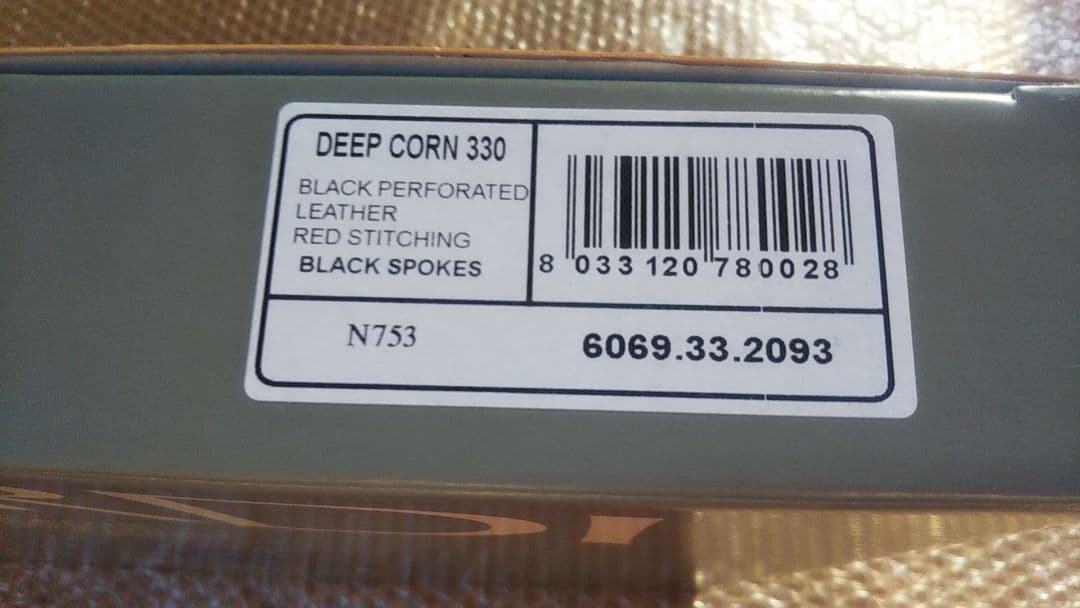 DEEP CORN 330
BLACK PERFORATED
LEATHER
RED STITCHING
BLACK SPOKES
8 033120 780028
N753
6069.33.2093